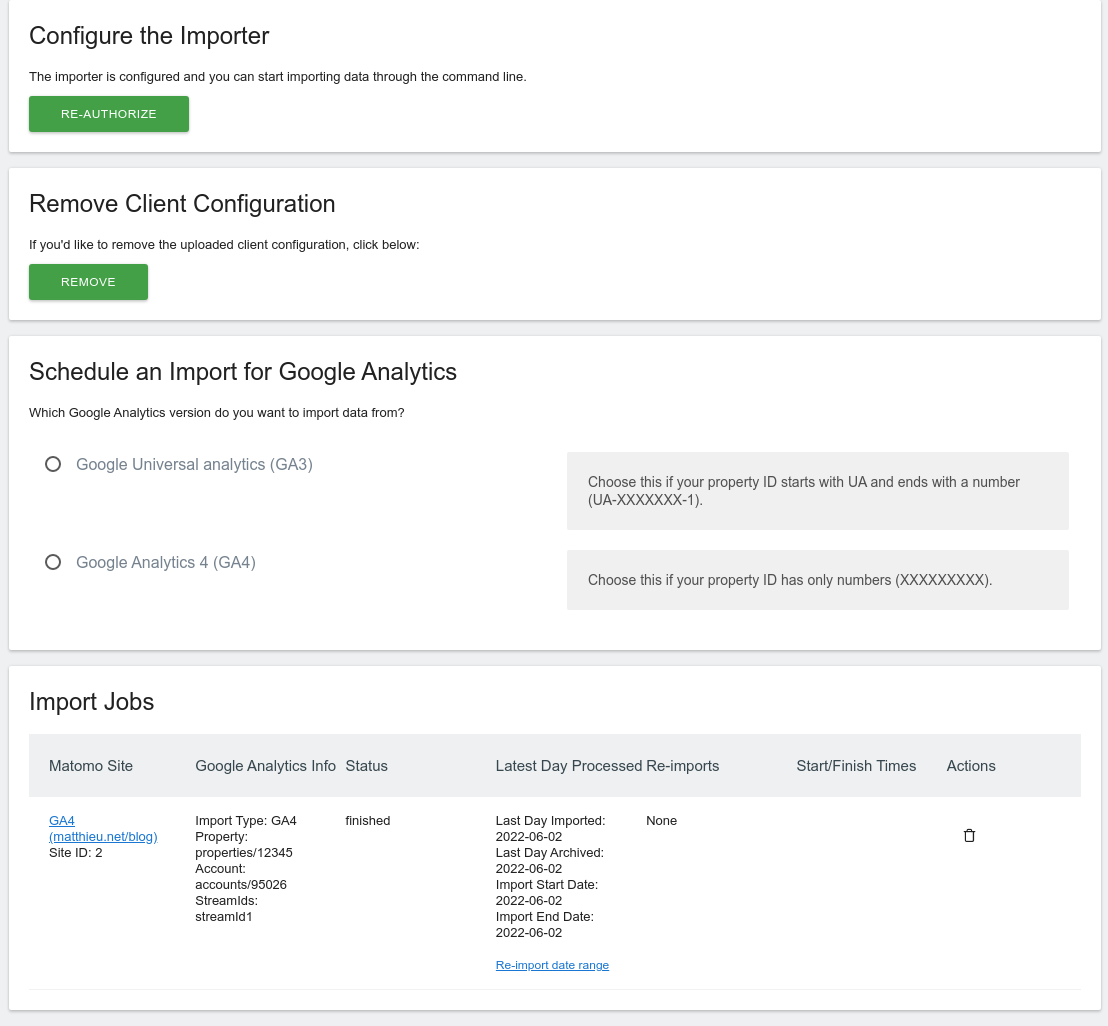 Configure the Importer
The importer is configured and you can start importing data through the command line.
RE-AUTHORIZE
Remove Client Configuration
If you'd like to remove the uploaded client configuration, click below:
REMOVE
Schedule an Import for Google Analytics
Which Google Analytics version do you want to import data from?
Google Universal analytics (GA3)
Choose this if your property ID starts with UA and ends with a number
(UA-XXXXXXX-1).
Google Analytics 4 (GA4)
Choose this if your property ID has only numbers (XXXXXXXXX).
Import Jobs
Matomo Site Google Analytics Info Status Latest Day Processed Re-imports Start/Finish Times Actions
GA4
(matthieu.net/blog)
Site ID: 2
Import Type: GA4
Property:
properties/12345
Account:
accounts/95026
StreamIds:
streamId1
finished
Last Day Imported:
2022-06-02
Last Day Archived:
2022-06-02
Import Start Date:
2022-06-02
Import End Date:
2022-06-02
Re-import date range
None